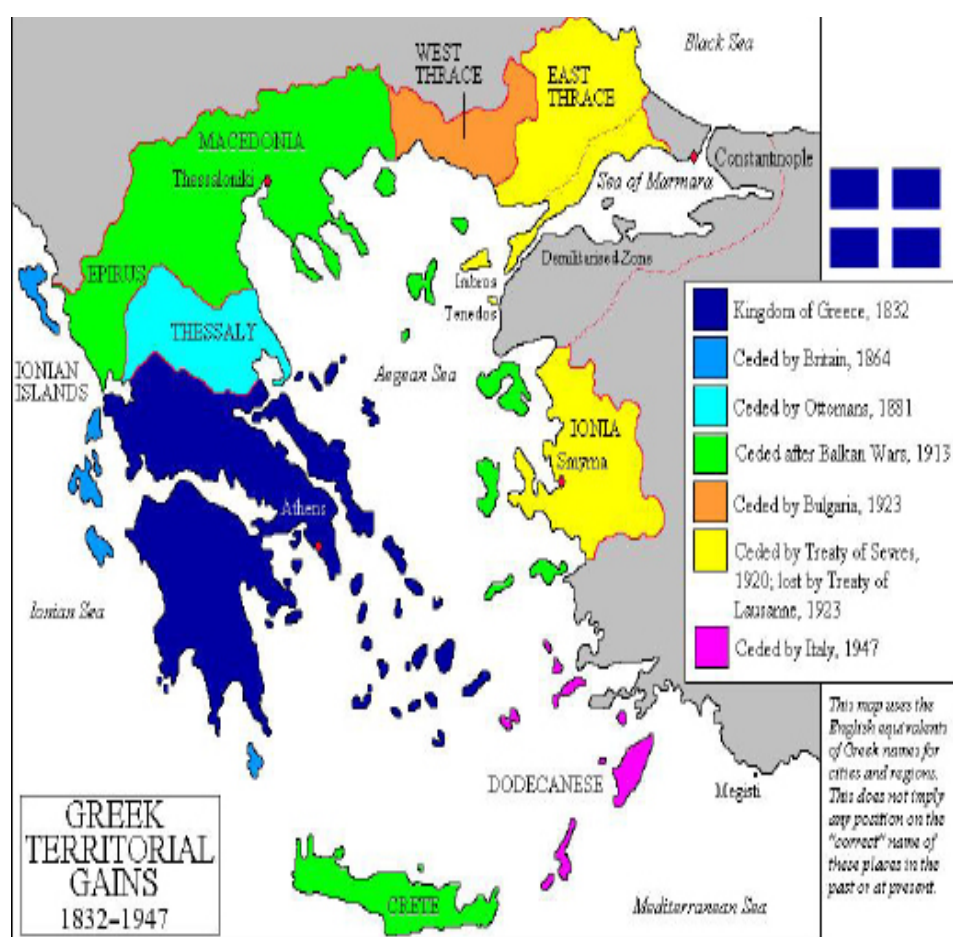 Black Sea
WEST
THRACE
EAST
THRACE
MACEDONIA
Thessaloniki
Constantinople
Sea of Marmara
Demilitarised Zone
EPIRUS
Imbros
Tenedos
THESSALY
IONIAN
ISLANDS
Aegean Sea
IONIA
Smyrna
Athens
Ionian Sea
DODECANESE
Megisti
CRETE
Mediterranean Sea
GREEK
TERRITORIAL
GAINS
1832–1947
Kingdom of Greece, 1832
Ceded by Britain, 1864
Ceded by Ottomans, 1881
Ceded after Balkan Wars, 1913
Ceded by Bulgaria, 1923
Ceded by Treaty of Sevres,
1920; lost by Treaty of
Lausanne, 1923
Ceded by Italy, 1947
This map uses the
English equivalents
of Greek names for
cities and regions.
This does not imply
any position on the
"correct" name of
these places in the
past or at present.